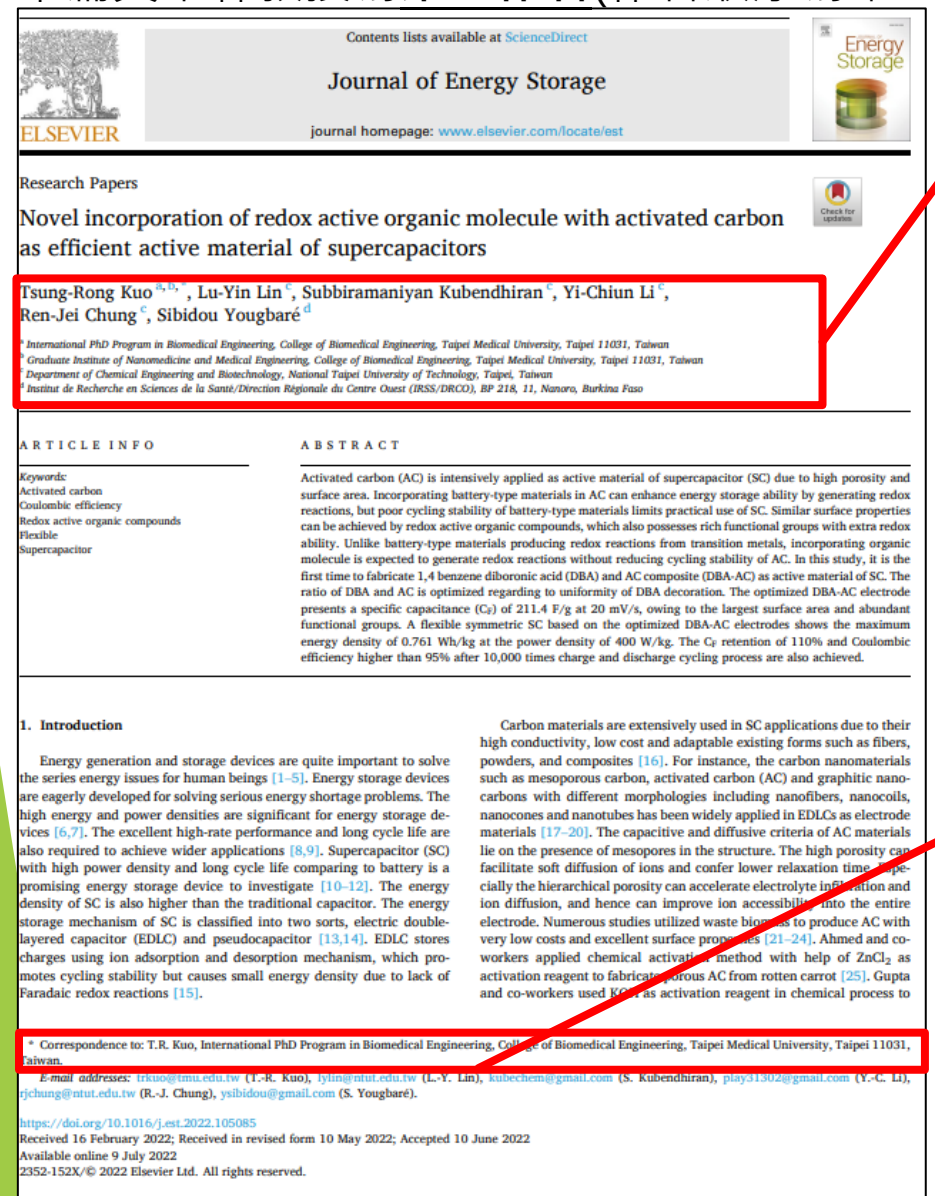 Contents lists available at ScienceDirect
Journal of Energy Storage
journal homepage: www.elsevier.com/locate/est
ELSEVIER
Energy
Storage
Research Papers
Check for
updates
Novel incorporation of redox active organic molecule with activated carbon
as efficient active material of supercapacitors
Tsung-Rong Kuo a,b,*, Lu-Yin Lin c, Subbiramaniyan Kubendhiran c, Yi-Chiun Li c,
Ren-Jei Chung c, Sibidou Yougbaré d
a International PhD Program in Biomedical Engineering, College of Biomedical Engineering, Taipei Medical University, Taipei 11031, Taiwan
b Graduate Institute of Nanomedicine and Medical Engineering, College of Biomedical Engineering, Taipei Medical University, Taipei 11031, Taiwan
c Department of Chemical Engineering and Biotechnology, National Taipei University of Technology, Taipei, Taiwan
d Institut de Recherche en Sciences de la Santé/Direction Régionale du Centre Ouest (IRSS/DRCO), BP 218, 11, Nanoro, Burkina Faso
ARTICLE INFO
Keywords:
Activated carbon
Coulombic efficiency
Redox active organic compounds
Flexible
Supercapacitor
ABSTRACT
Activated carbon (AC) is intensively applied as active material of supercapacitor (SC) due to high porosity and
surface area. Incorporating battery-type materials in AC can enhance energy storage ability by generating redox
reactions, but poor cycling stability of battery-type materials limits practical use of SC. Similar surface properties
can be achieved by redox active organic compounds, which also possesses rich functional groups with extra redox
ability. Unlike battery-type materials producing redox reactions from transition metals, incorporating organic
molecule is expected to generate redox reactions without reducing cycling stability of AC. In this study, it is the
first time to fabricate 1,4 benzene diboronic acid (DBA) and AC composite (DBA-AC) as active material of SC. The
ratio of DBA and AC is optimized regarding to uniformity of DBA decoration. The optimized DBA-AC electrode
presents a specific capacitance (CF) of 211.4 F/g at 20 mV/s, owing to the largest surface area and abundant
functional groups. A flexible symmetric SC based on the optimized DBA-AC electrodes shows the maximum
energy density of 0.761 Wh/kg at the power density of 400 W/kg. The CF retention of 110% and Coulombic
efficiency higher than 95% after 10,000 times charge and discharge cycling process are also achieved.
1. Introduction
Energy generation and storage devices are quite important to solve
the series energy issues for human beings [1–5]. Energy storage devices
are eagerly developed for solving serious energy shortage problems. The
high energy and power densities are significant for energy storage de-
vices [6,7]. The excellent high-rate performance and long cycle life are
also required to achieve wider applications [8,9]. Supercapacitor (SC)
with high power density and long cycle life comparing to battery is a
promising energy storage device to investigate [10–12]. The energy
density of SC is also higher than the traditional capacitor. The energy
storage mechanism of SC is classified into two sorts, electric double-
layered capacitor (EDLC) and pseudocapacitor [13,14]. EDLC stores
charges using ion adsorption and desorption mechanism, which pro-
motes cycling stability but causes small energy density due to lack of
Faradaic redox reactions [15].
Carbon materials are extensively used in SC applications due to their
high conductivity, low cost and adaptable existing forms such as fibers,
powders, and composites [16]. For instance, the carbon nanomaterials
such as mesoporous carbon, activated carbon (AC) and graphitic nano-
carbons with different morphologies including nanofibers, nanocoils,
nanocones and nanotubes has been widely applied in EDLCs as electrode
materials [17–20]. The capacitive and diffusive criteria of AC materials
lie on the presence of mesopores in the structure. The high porosity can
facilitate soft diffusion of ions and confer lower relaxation time. Espe-
cially the hierarchical porosity can accelerate electrolyte infiltration and
ion diffusion, and hence can improve ion accessibility into the entire
electrode. Numerous studies utilized waste biomass to produce AC with
very low costs and excellent surface properties [21–24]. Ahmed and co-
workers applied chemical activation method with help of ZnCl2 as
activation reagent to fabricate porous AC from rotten carrot [25]. Gupta
and co-workers used KOH as activation reagent in chemical process to
* Correspondence to: T.R. Kuo, International PhD Program in Biomedical Engineering, College of Biomedical Engineering, Taipei Medical University, Taipei 11031,
Taiwan.
E-mail addresses: trkuo@tmu.edu.tw (T.-R. Kuo), lylin@ntut.edu.tw (L.-Y. Lin), kubechem@gmail.com (S. Kubendhiran), play31302@gmail.com (Y.-C. Li),
rjchung@ntut.edu.tw (R.-J. Chung), ysibidou@gmail.com (S. Yougbaré).
https://doi.org/10.1016/j.est.2022.105085
Received 16 February 2022; Received in revised form 10 May 2022; Accepted 10 June 2022
Available online 9 July 2022
2352-152X/© 2022 Elsevier Ltd. All rights reserved.